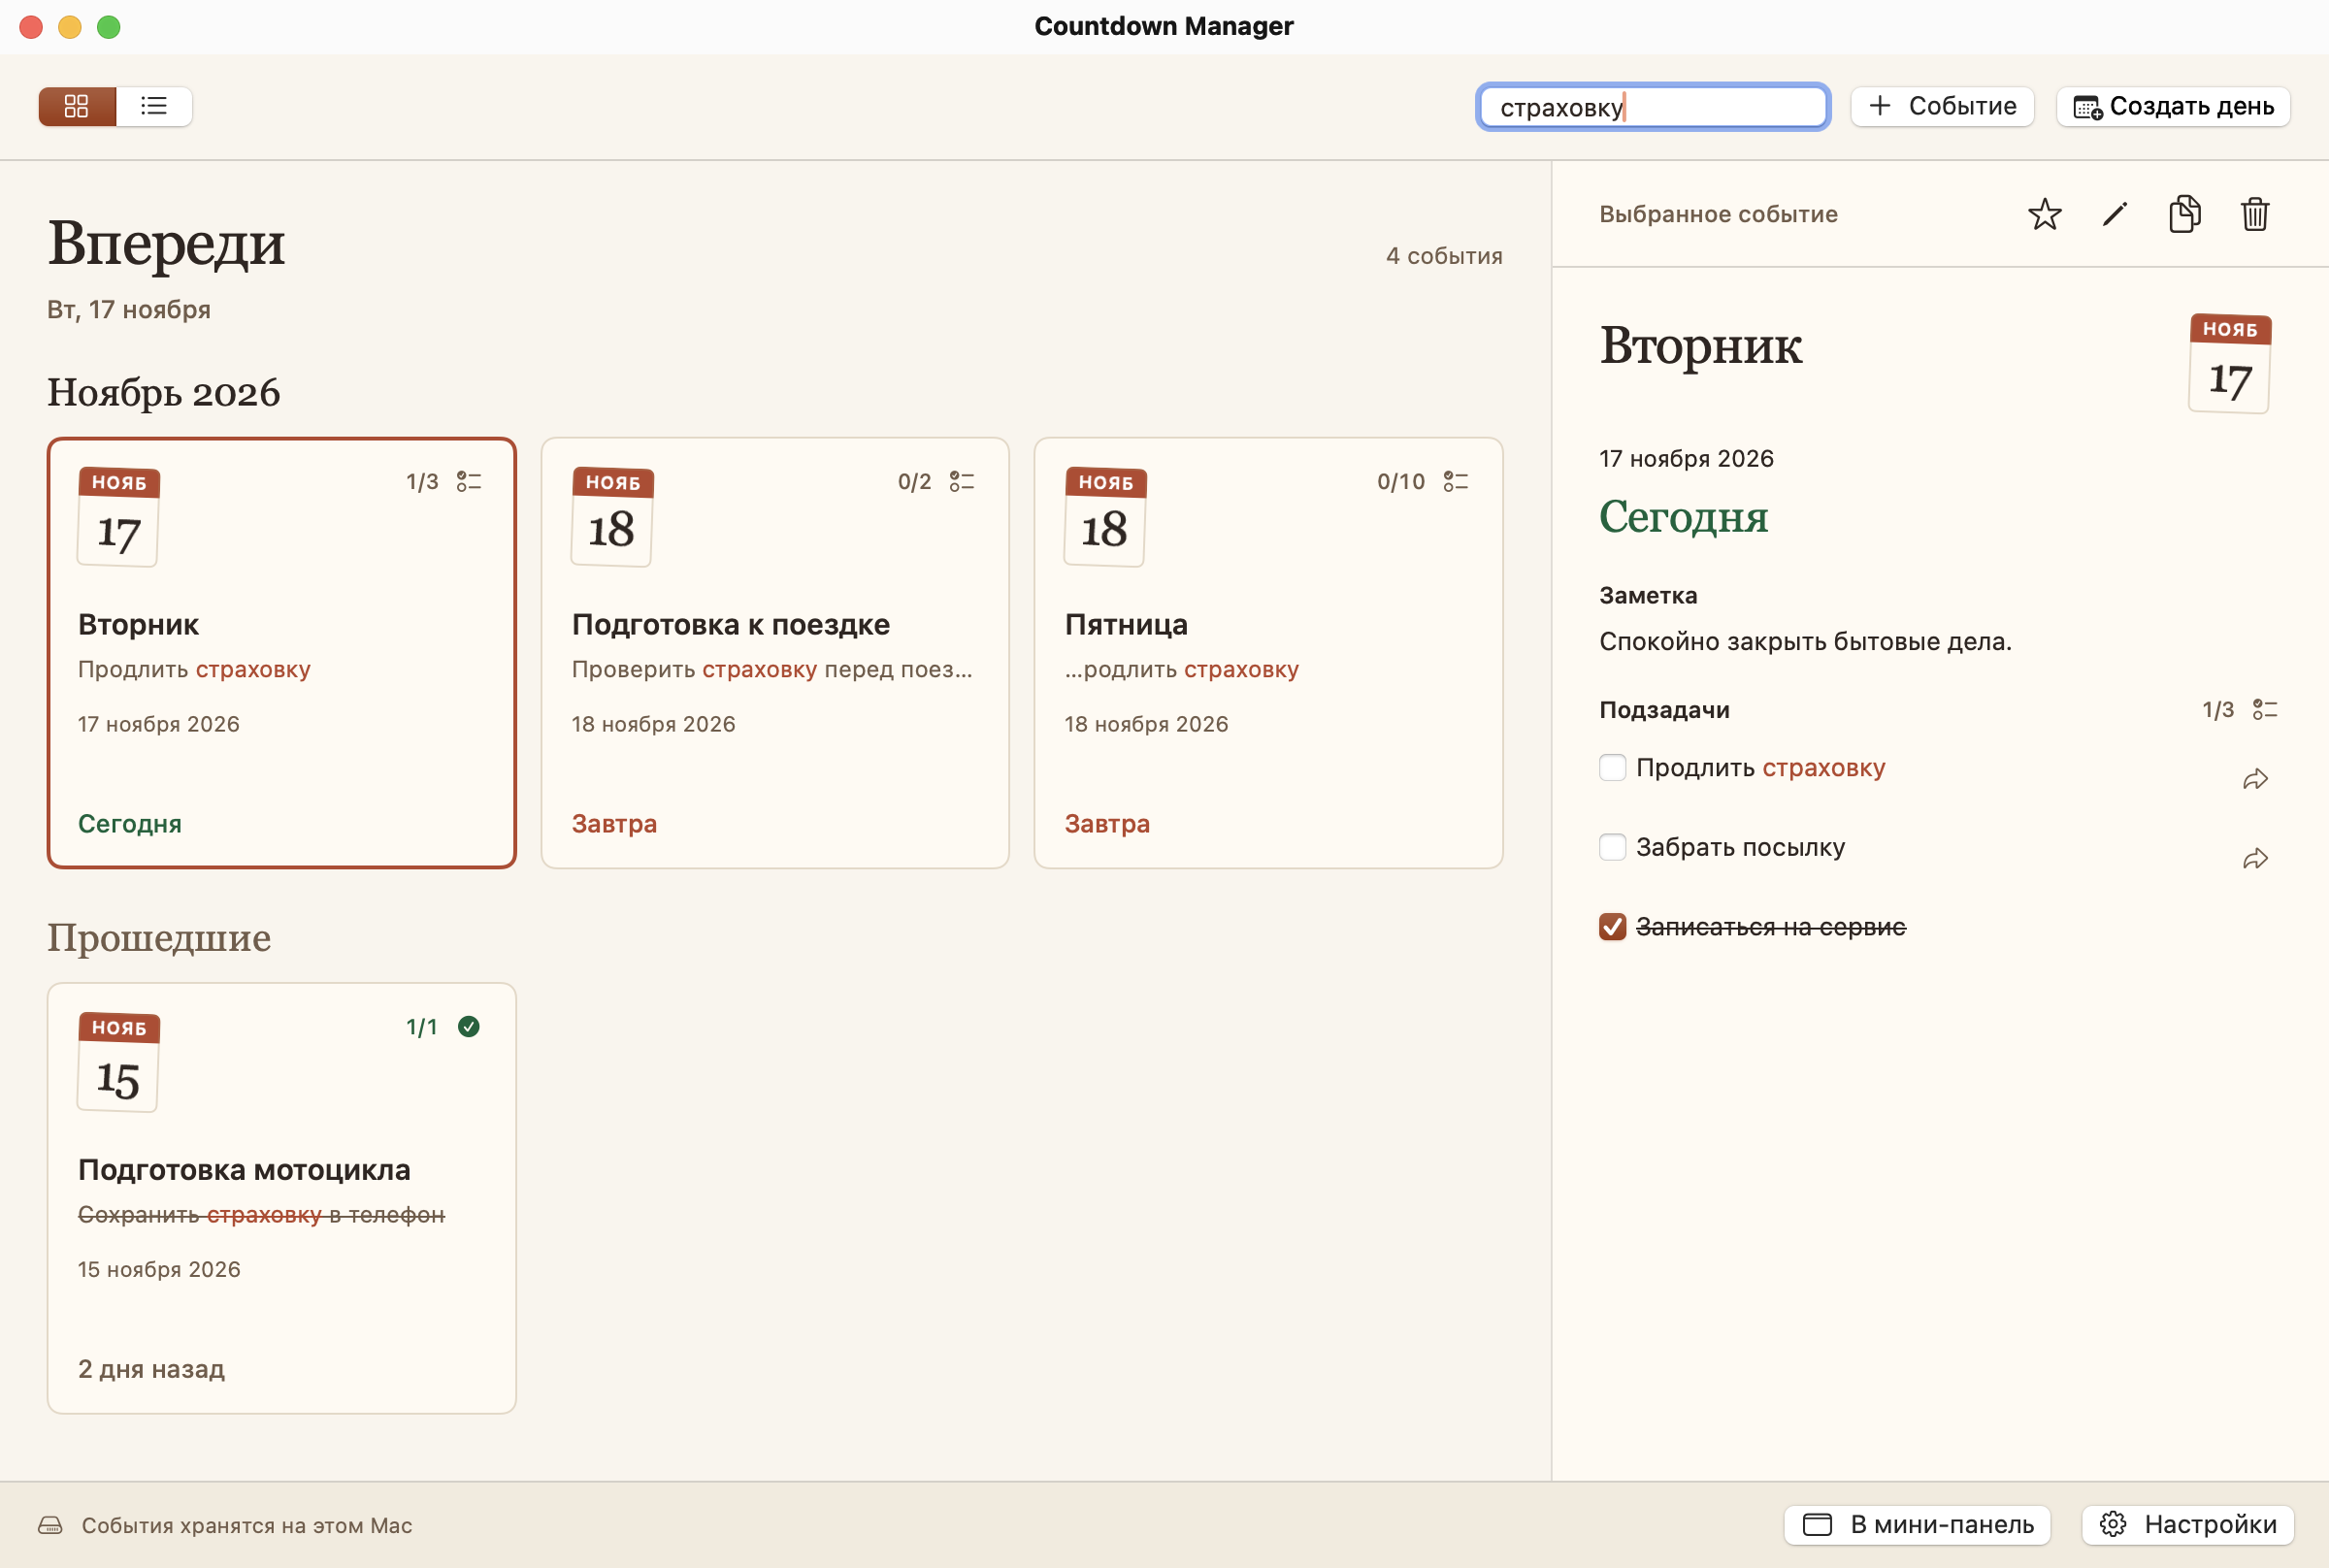 Countdown Manager
страховку
Событие
Создать день
Впереди
4 события
Вт, 17 ноября
Ноябрь 2026
НОЯБ
17
1/3
Вторник
Продлить страховку
17 ноября 2026
Сегодня
НОЯБ
18
0/2
Подготовка к поездке
Проверить страховку перед поез...
18 ноября 2026
Завтра
НОЯБ
18
0/10
Пятница
...родлить страховку
18 ноября 2026
Завтра
Прошедшие
НОЯБ
15
1/1
Подготовка мотоцикла
Сохранить страховку в телефон
15 ноября 2026
2 дня назад
Выбранное событие
Вторник
НОЯБ
17
17 ноября 2026
Сегодня
Заметка
Спокойно закрыть бытовые дела.
Подзадачи
1/3
Продлить страховку
Забрать посылку
Записаться на сервис
События хранятся на этом Mac
В мини-панель
Настройки